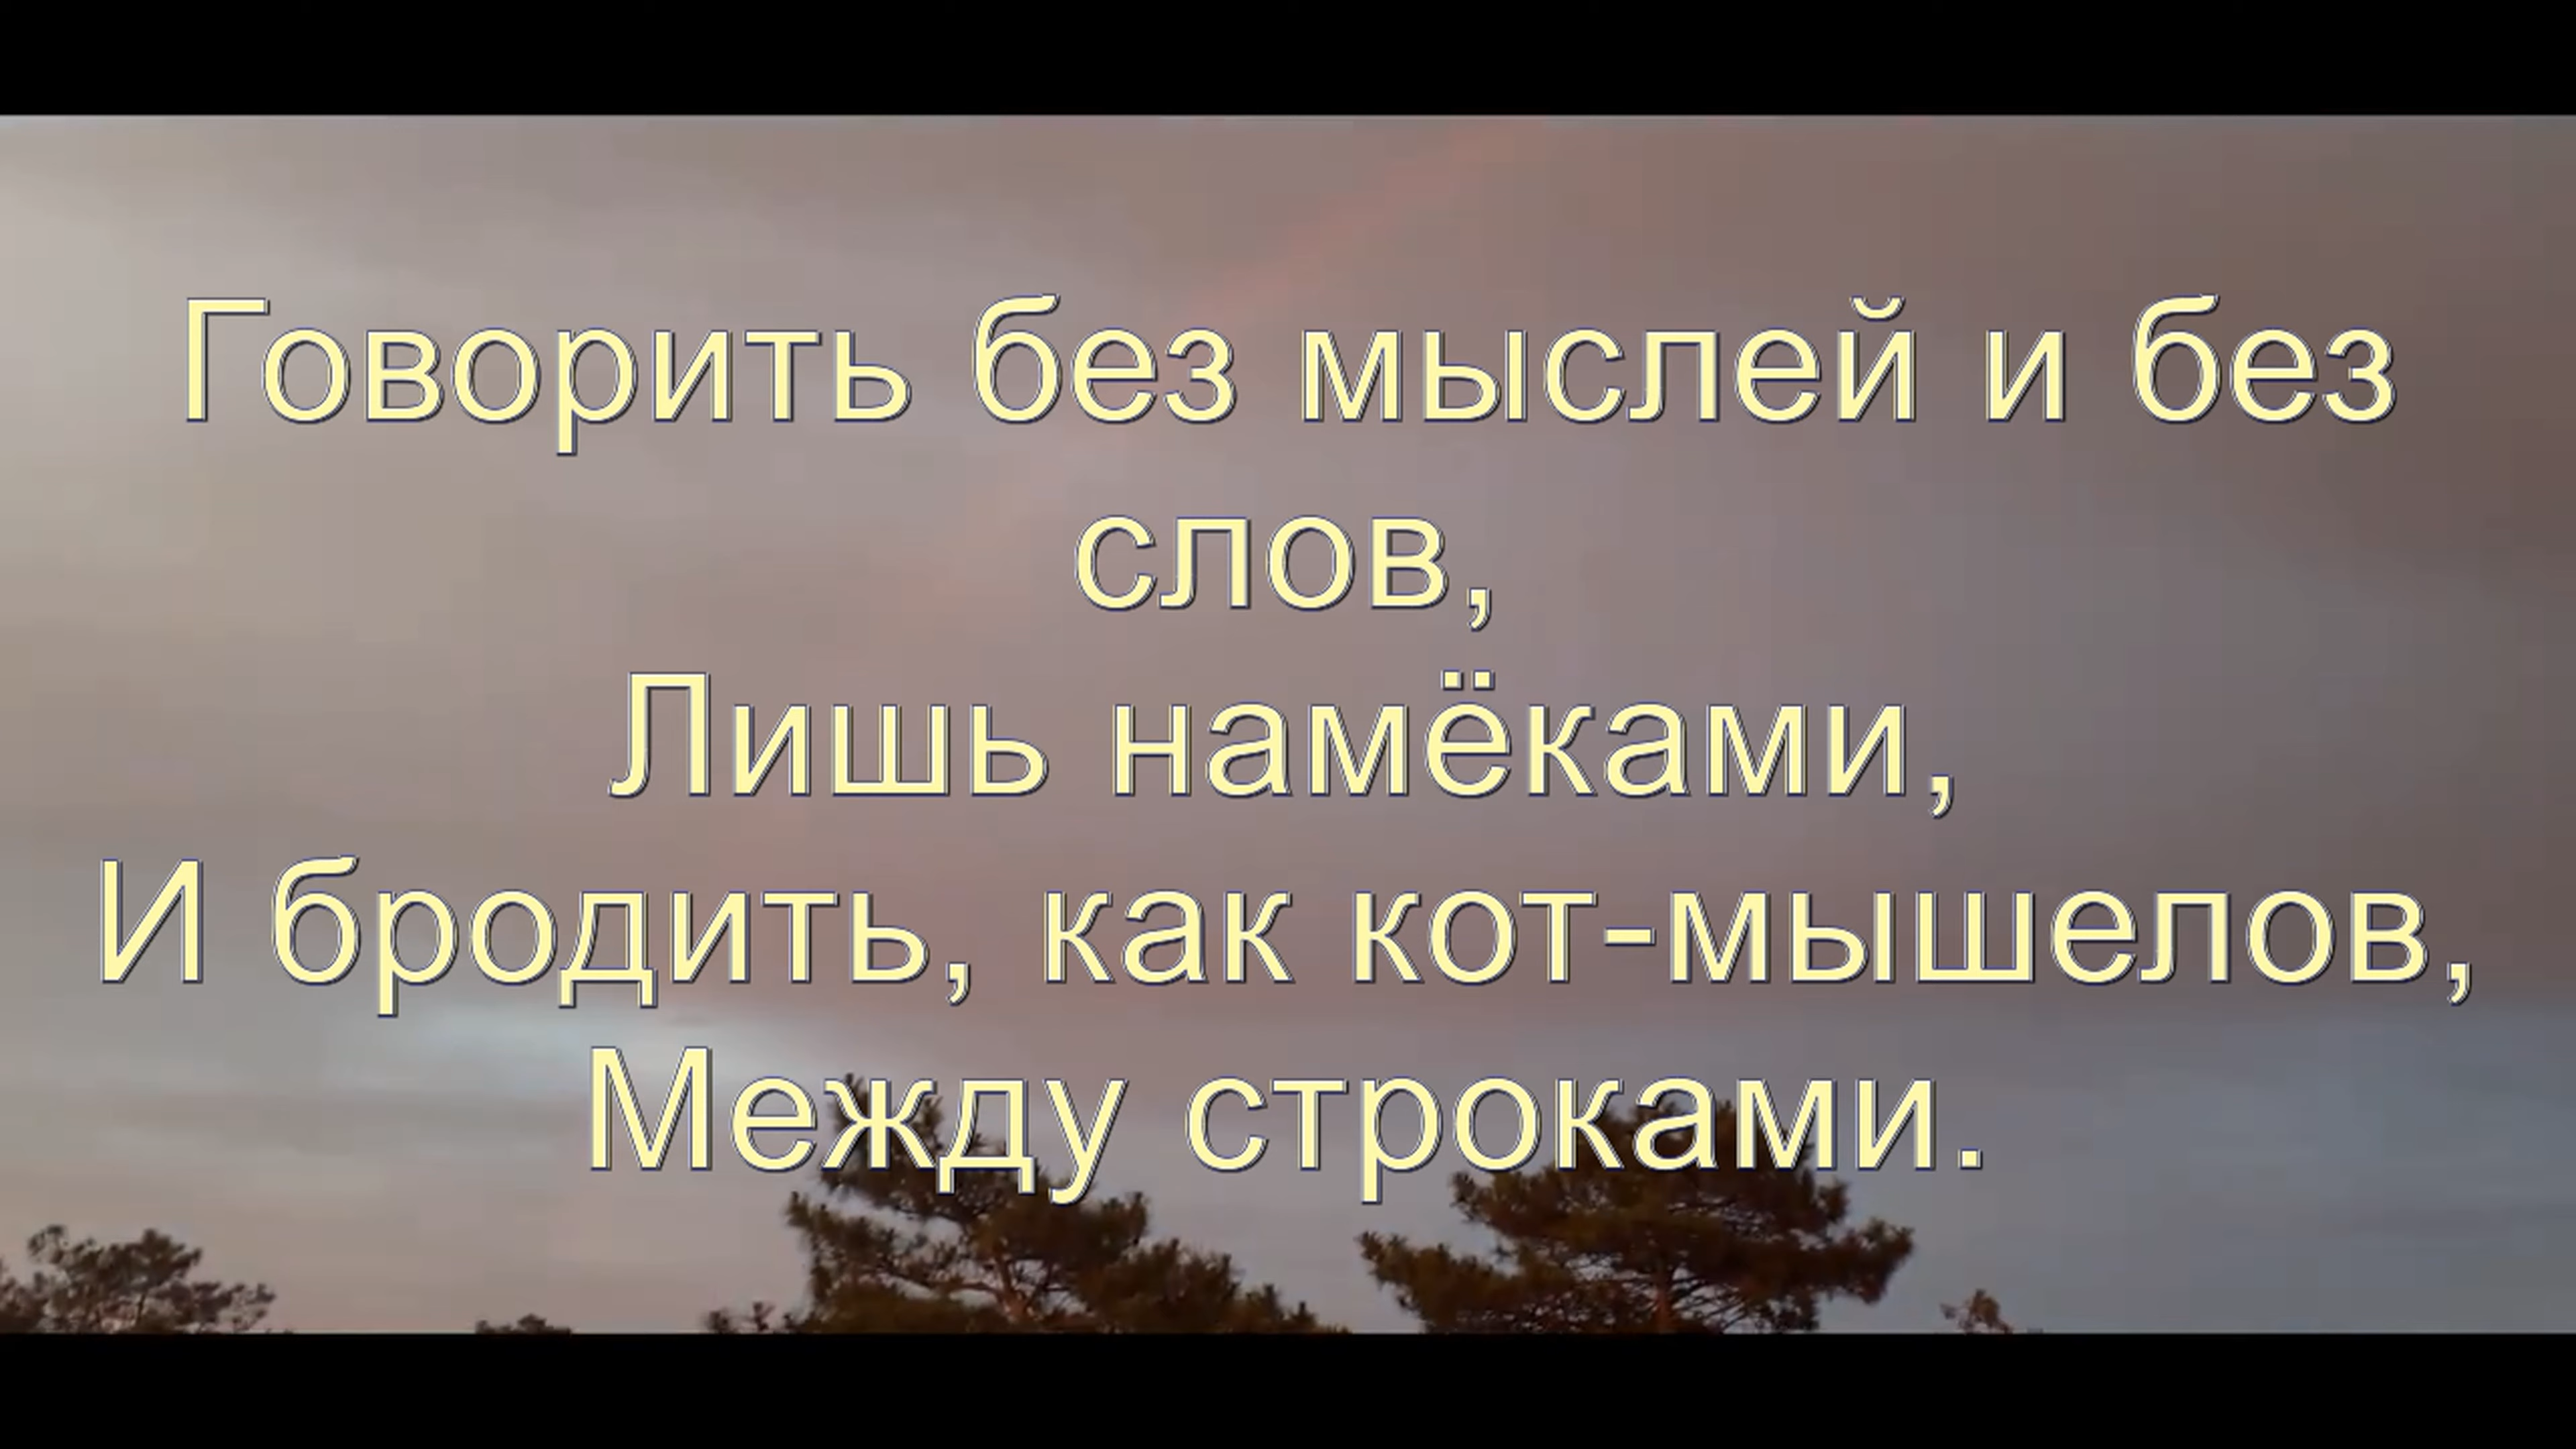 Говорить без мыслей и без
слов,
Лишь намёками,
И бродить, как кот-мышелов,
Между строками.